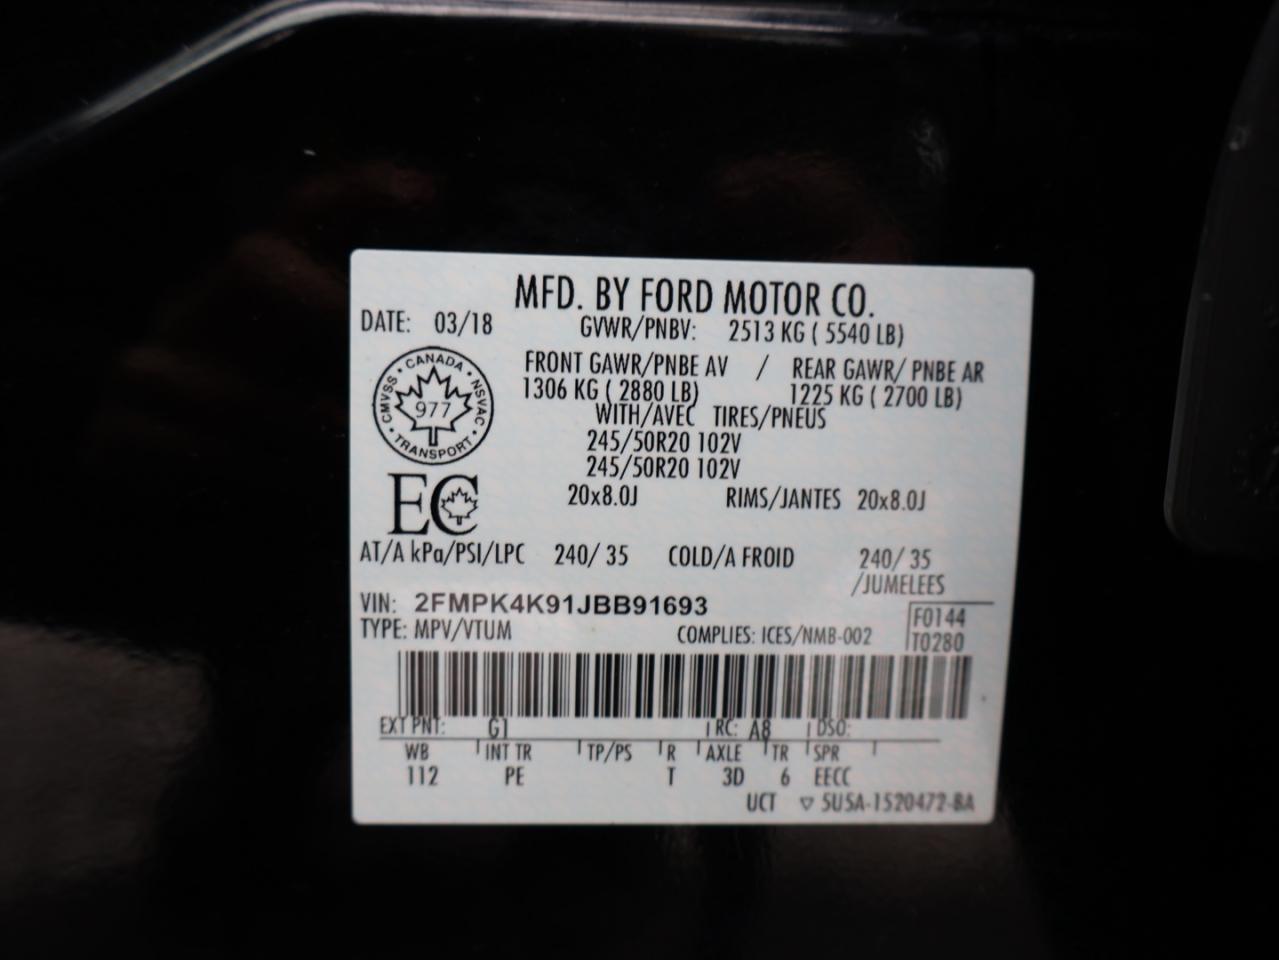 MFD. BY FORD MOTOR CO.
DATE: 03/18
GVWR/PNBV: 2513 KG ( 5540 LB)
FRONT GAWR/PNBE AV / REAR GAWR/ PNBE AR
1306 KG ( 2880 LB) 1225 KG ( 2700 LB)
WITH/AVEC TIRES/PNEUS
245/50R20 102V
245/50R20 102V
20x8.0J RIMS/JANTES 20x8.0J
CANADA · NSVAC · TRANSPORT · CMVSS
977
EC
AT/A kPa/PSI/LPC 240/ 35 COLD/A FROID 240/ 35
/JUMELEES
VIN: 2FMPK4K91JBB91693
F0144
TYPE: MPV/VTUM COMPLIES: ICES/NMB-002 T0280
EXT PNT: G1 RC: A8 DSO:
WB INT TR TP/PS R AXLE TR SPR
112 PE T 3D 6 EECC
UCT ▽ 5U5A-1520472-BA